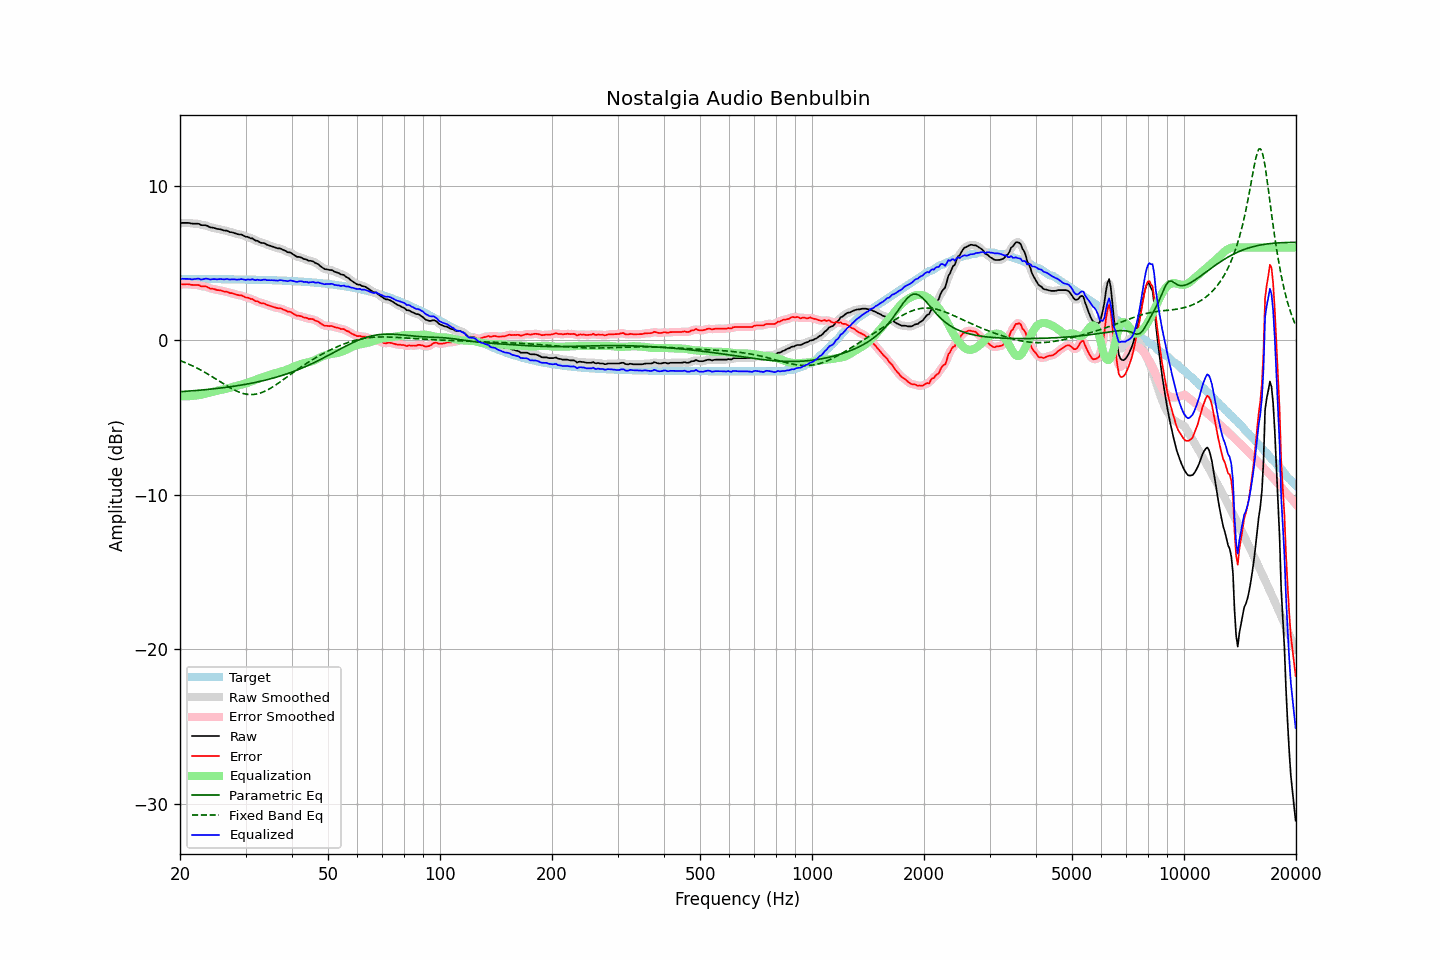 Nostalgia Audio Benbulbin
Amplitude (dBr)
10
0
−10
−20
−30
Target
Raw Smoothed
Error Smoothed
Raw
Error
Equalization
Parametric Eq
Fixed Band Eq
Equalized
20
50
100
200
500
1000
2000
5000
10000
20000
Frequency (Hz)